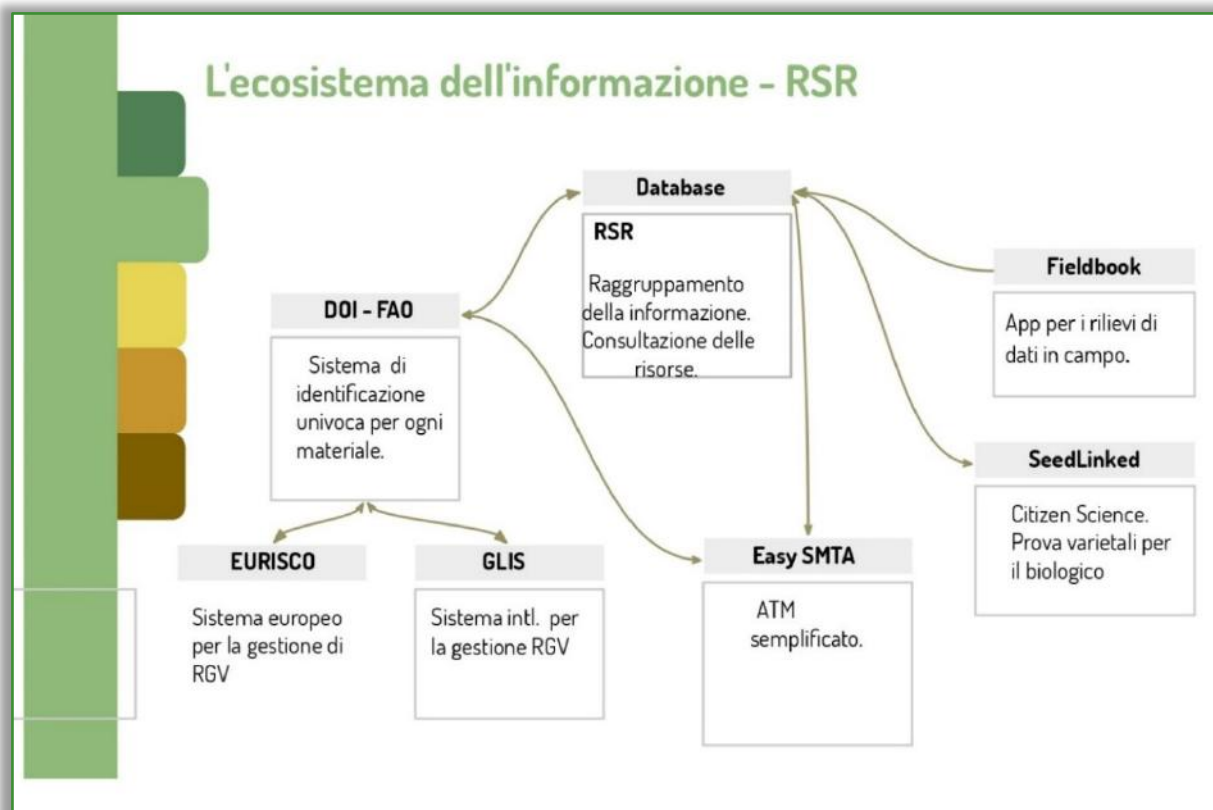 L'ecosistema dell'informazione - RSR
Database
RSR
Raggruppamento
della informazione.
Consultazione delle
risorse.
Fieldbook
App per i rilievi di
dati in campo.
DOI - FAO
Sistema di
identificazione
univoca per ogni
materiale.
SeedLinked
Citizen Science.
Prova varietali per
il biologico
EURISCO
Sistema europeo
per la gestione di
RGV
GLIS
Sistema intl. per
la gestione RGV
Easy SMTA
ATM
semplificato.